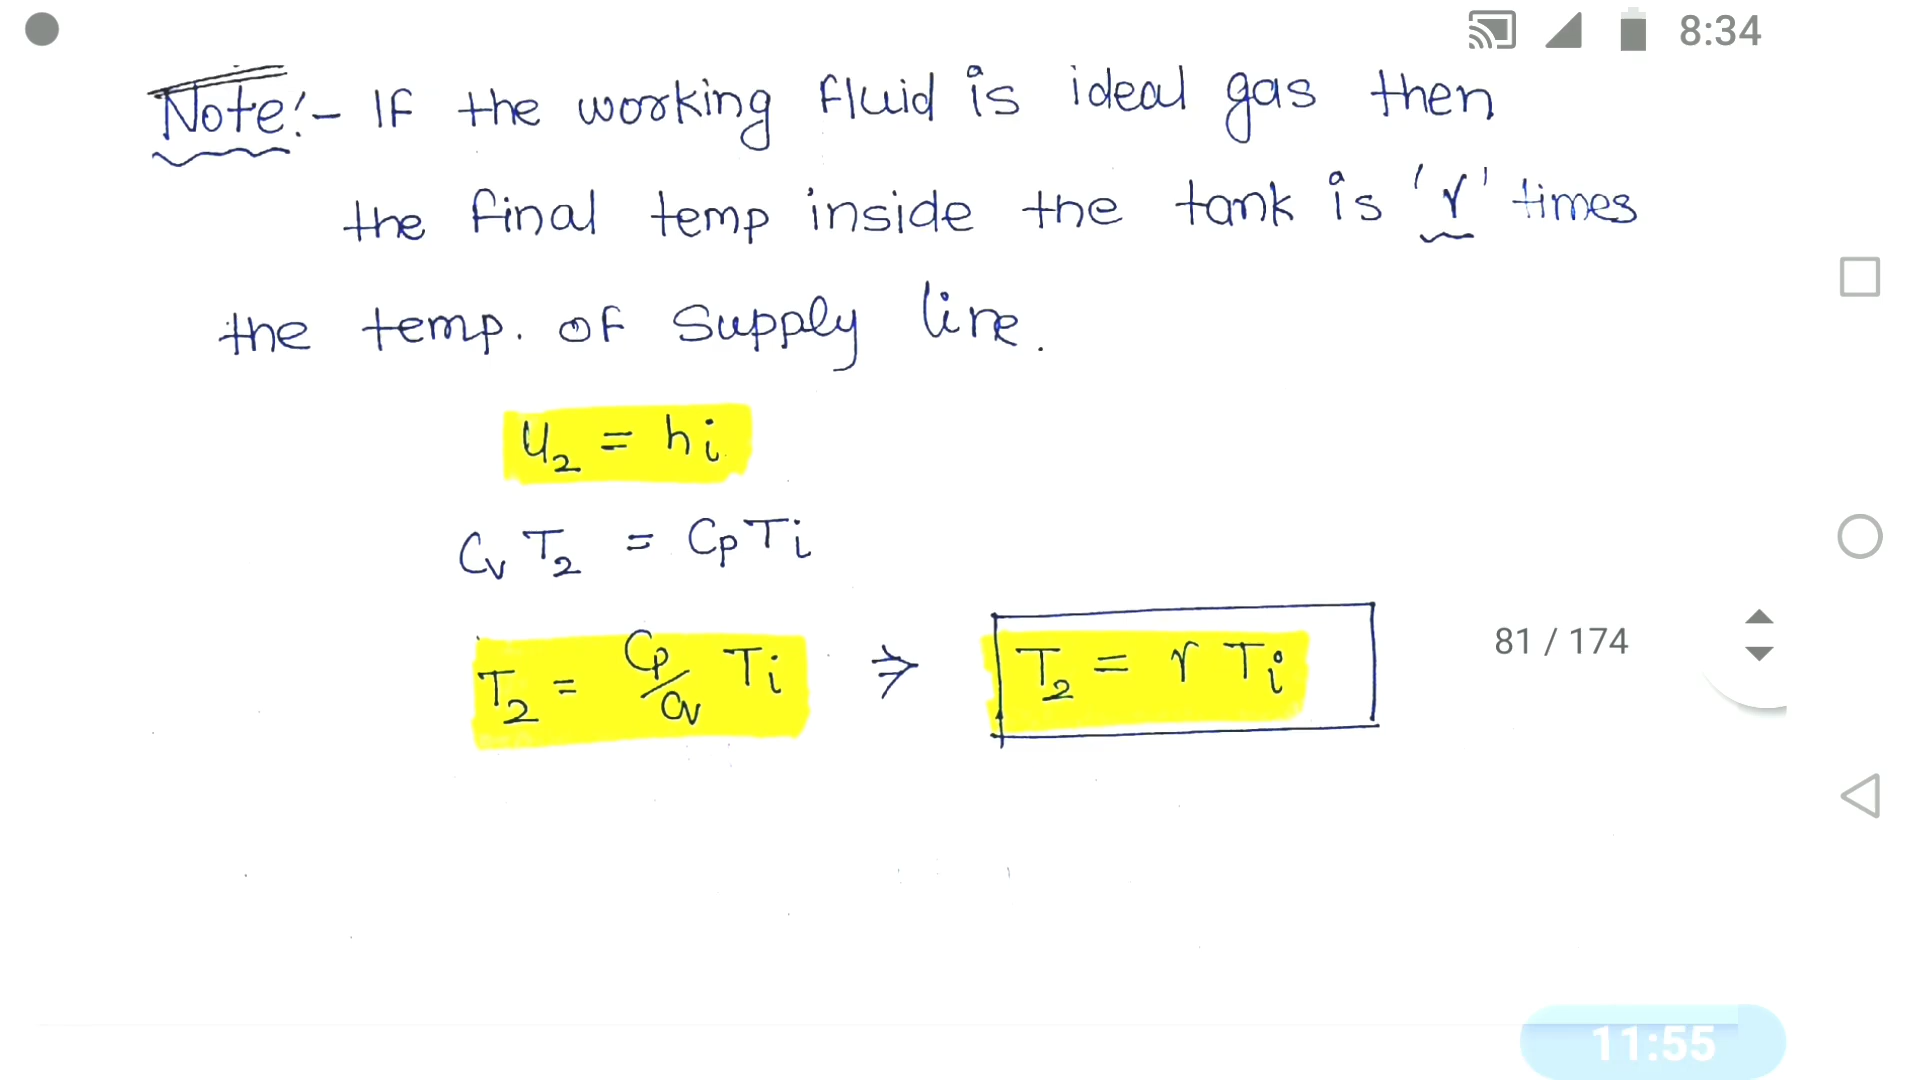 8:34
Note:- If the working fluid is ideal gas then
the final temp inside the tank is 'γ' times
the temp. of supply line.
u₂ = hi
Cv T₂ = Cp Ti
T₂ = Cp/Cv Ti ⇒ T₂ = γ Ti
81 / 174
11:55